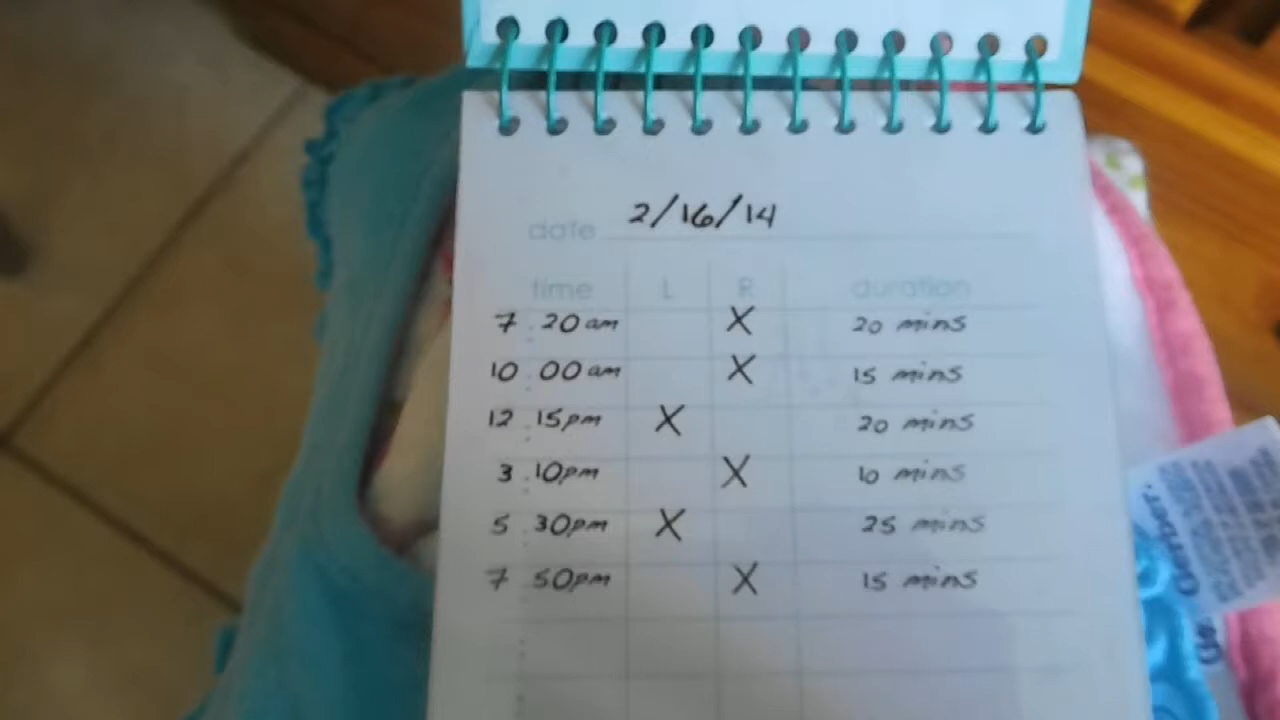 date 2/16/14
time L R duration
7:20am X 20 mins
10:00am X 15 mins
12:15pm X 20 mins
3:10pm X 10 mins
5:30pm X 25 mins
7:50pm X 15 mins
Gerber